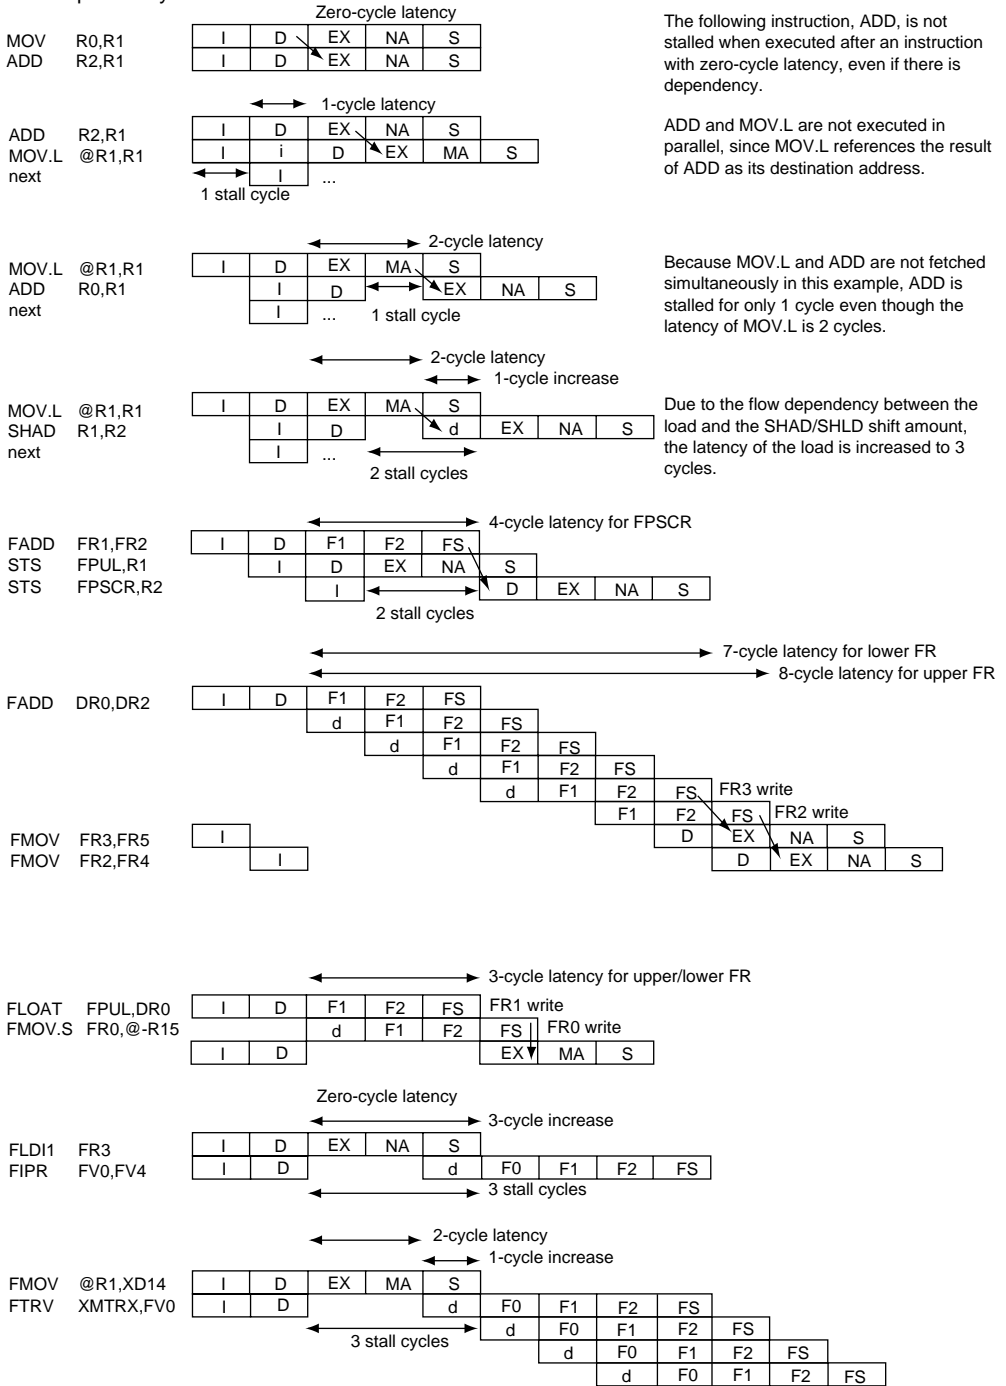 Zero-cycle latency
MOV R0,R1 I D EX NA S
ADD R2,R1 I D EX NA S
The following instruction, ADD, is not
stalled when executed after an instruction
with zero-cycle latency, even if there is
dependency.
1-cycle latency
ADD R2,R1 I D EX NA S
MOV.L @R1,R1 I i D EX MA S
next I ...
1 stall cycle
ADD and MOV.L are not executed in
parallel, since MOV.L references the result
of ADD as its destination address.
2-cycle latency
MOV.L @R1,R1 I D EX MA S
ADD R0,R1 I D EX NA S
next I ... 1 stall cycle
Because MOV.L and ADD are not fetched
simultaneously in this example, ADD is
stalled for only 1 cycle even though the
latency of MOV.L is 2 cycles.
2-cycle latency
1-cycle increase
MOV.L @R1,R1 I D EX MA S
SHAD R1,R2 I D d EX NA S
next I ...
2 stall cycles
Due to the flow dependency between the
load and the SHAD/SHLD shift amount,
the latency of the load is increased to 3
cycles.
4-cycle latency for FPSCR
FADD FR1,FR2 I D F1 F2 FS
STS FPUL,R1 I D EX NA S
STS FPSCR,R2 I D EX NA S
2 stall cycles
7-cycle latency for lower FR
8-cycle latency for upper FR
FADD DR0,DR2 I D F1 F2 FS
d F1 F2 FS
d F1 F2 FS
d F1 F2 FS
d F1 F2 FS FR3 write
F1 F2 FS FR2 write
FMOV FR3,FR5 I D EX NA S
FMOV FR2,FR4 I D EX NA S
3-cycle latency for upper/lower FR
FLOAT FPUL,DR0 I D F1 F2 FS FR1 write
FMOV.S FR0,@-R15 d F1 F2 FS FR0 write
I D EX MA S
Zero-cycle latency
3-cycle increase
FLDI1 FR3 I D EX NA S
FIPR FV0,FV4 I D d F0 F1 F2 FS
3 stall cycles
2-cycle latency
1-cycle increase
FMOV @R1,XD14 I D EX MA S
FTRV XMTRX,FV0 I D d F0 F1 F2 FS
3 stall cycles d F0 F1 F2 FS
d F0 F1 F2 FS
d F0 F1 F2 FS